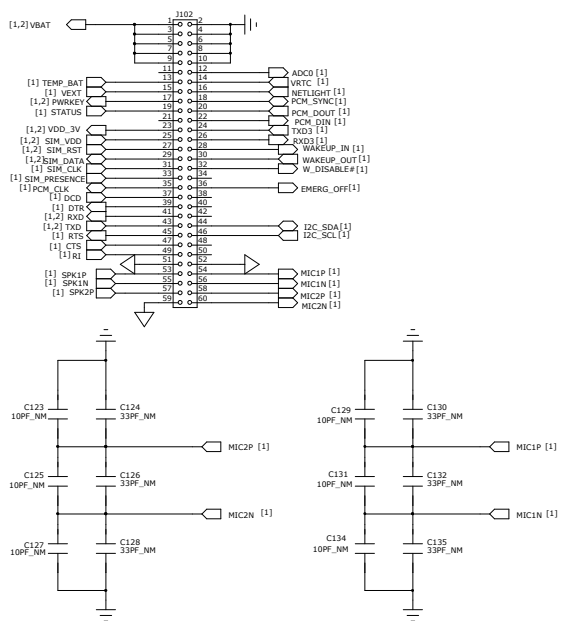 J102
[1,2] VBAT 1 2
3 4
5 6
7 8
9 10
11 12 ADC0 [1]
[1] TEMP_BAT 13 14 VRTC [1]
[1] VEXT 15 16 NETLIGHT [1]
[1,2] PWRKEY 17 18 PCM_SYNC [1]
[1] STATUS 19 20 PCM_DOUT [1]
21 22 PCM_DIN [1]
[1,2] VDD_3V 23 24 TXD3 [1]
[1,2] SIM_VDD 25 26 RXD3 [1]
[1,2] SIM_RST 27 28 WAKEUP_IN [1]
[1,2] SIM_DATA 29 30 WAKEUP_OUT [1]
[1] SIM_CLK 31 32 W_DISABLE# [1]
[1] SIM_PRESENCE 33 34
[1] PCM_CLK 35 36 EMERG_OFF [1]
[1] DCD 37 38
[1] DTR 39 40
[1,2] RXD 41 42
[1,2] TXD 43 44 I2C_SDA [1]
[1] RTS 45 46 I2C_SCL [1]
[1] CTS 47 48
[1] RI 49 50
51 52
[1] SPK1P 53 54 MIC1P [1]
[1] SPK1N 55 56 MIC1N [1]
[1] SPK2P 57 58 MIC2P [1]
59 60 MIC2N [1]
C123 C124 C129 C130
10PF_NM 33PF_NM 10PF_NM 33PF_NM
MIC2P [1] MIC1P [1]
C125 C126 C131 C132
10PF_NM 33PF_NM 10PF_NM 33PF_NM
MIC2N [1] MIC1N [1]
C127 C128 C134 C135
10PF_NM 33PF_NM 10PF_NM 33PF_NM